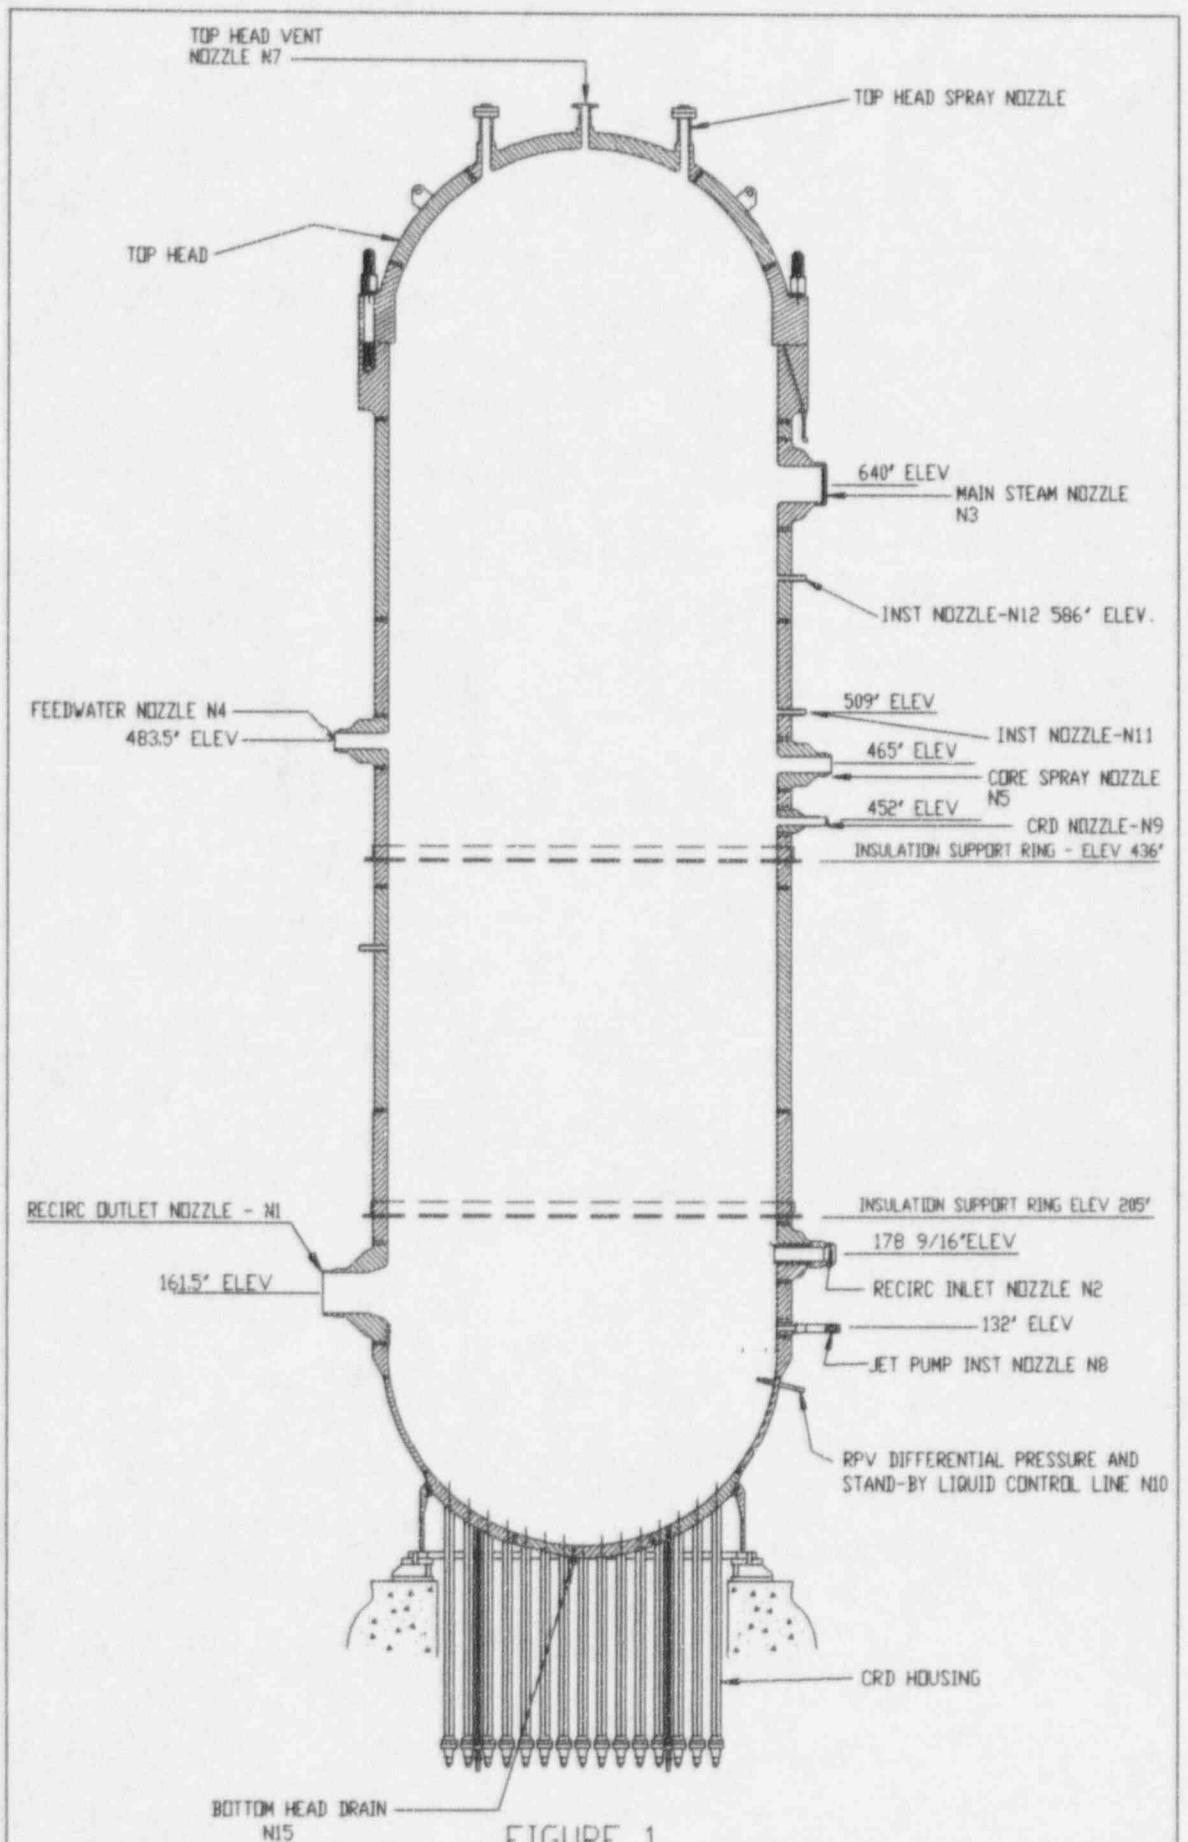 TOP HEAD VENT
NOZZLE N7
TOP HEAD SPRAY NOZZLE
TOP HEAD
640" ELEV
MAIN STEAM NOZZLE
N3
INST NOZZLE-N12 586" ELEV.
FEEDWATER NOZZLE N4
483.5" ELEV
509" ELEV
INST NOZZLE-N11
465" ELEV
CORE SPRAY NOZZLE
N5
452" ELEV
CRD NOZZLE-N9
INSULATION SUPPORT RING - ELEV 436"
RECIRC OUTLET NOZZLE - N1
161.5" ELEV
INSULATION SUPPORT RING ELEV 205"
178 9/16"ELEV
RECIRC INLET NOZZLE N2
132" ELEV
JET PUMP INST NOZZLE N8
RPV DIFFERENTIAL PRESSURE AND
STAND-BY LIQUID CONTROL LINE N10
CRD HOUSING
BOTTOM HEAD DRAIN
N15
FIGURE 1